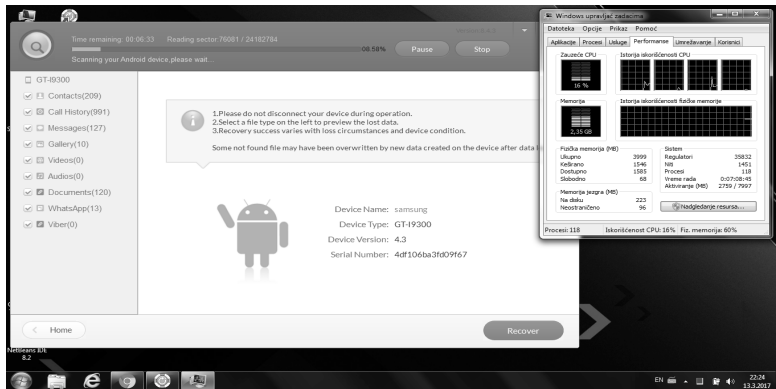 Time remaining: 00:06:33 Reading sector:76081 / 24182784
06.58%
Pause
Stop
Scanning your Android device,please wait...
GT-I9300
Contacts(209)
Call History(991)
Messages(127)
Gallery(10)
Videos(0)
Audios(0)
Documents(120)
WhatsApp(13)
Viber(0)
1.Please do not disconnect your device during operation.
2.Select a file type on the left to preview the lost data.
3.Recovery success varies with loss circumstances and device condition.
Some not found file may have been overwritten by new data created on the device after data l
Device Name: samsung
Device Type: GT-I9300
Device Version: 4.3
Serial Number: 4df106ba3fd09f67
Home
Recover
Windows upravljač zadacima
Datoteka Opcije Prikaz Pomoć
Aplikacije Procesi Usluge Performanse Umrežavanje Korisnici
Zauzeće CPU
Istorija iskorišćenosti CPU
16 %
Memorija
Istorija iskorišćenosti fizičke memorije
2,35 GB
Fizička memorija (MB)
Ukupno 3999
Keširano 1546
Dostupno 1585
Slobodno 68
Sistem
Regulatori 35832
Niti 1451
Procesi 118
Vreme rada 0:07:08:45
Aktiviranje (MB) 2759 / 7997
Memorija jezgra (MB)
Na disku 223
Neostraničeno 96
Nadgledanje resursa...
Procesi: 118 Iskorišćenost CPU: 16% Fiz. memorija: 60%
NetBeans IDE
8.2
EN
22:24
13.3.2017